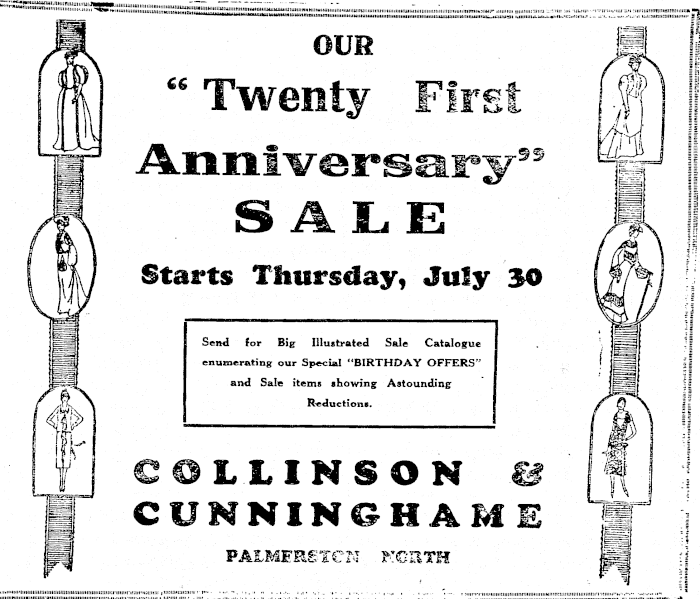 OUR
“Twenty First
Anniversary”
SALE
Starts Thursday, July 30
Send for Big Illustrated Sale Catalogue
enumerating our Special “BIRTHDAY OFFERS”
and Sale items showing Astounding
Reductions.
COLLINSON &
CUNNINGHAME
PALMERSTON NORTH